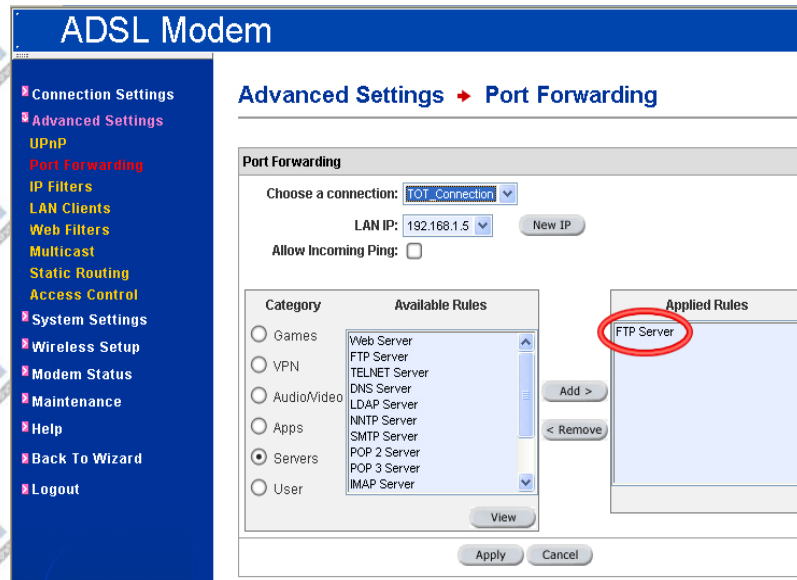 ADSL Modem
Connection Settings
Advanced Settings
UPnP
Port Forwarding
IP Filters
LAN Clients
Web Filters
Multicast
Static Routing
Access Control
System Settings
Wireless Setup
Modem Status
Maintenance
Help
Back To Wizard
Logout
Advanced Settings Port Forwarding
Port Forwarding
Choose a connection: TOT_Connection
LAN IP: 192.168.1.5 New IP
Allow Incoming Ping:
Category Available Rules Applied Rules
Games
VPN
Audio/Video
Apps
Servers
User
Web Server
FTP Server
TELNET Server
DNS Server
LDAP Server
NNTP Server
SMTP Server
POP 2 Server
POP 3 Server
IMAP Server
View
Add >
< Remove
FTP Server
Apply Cancel